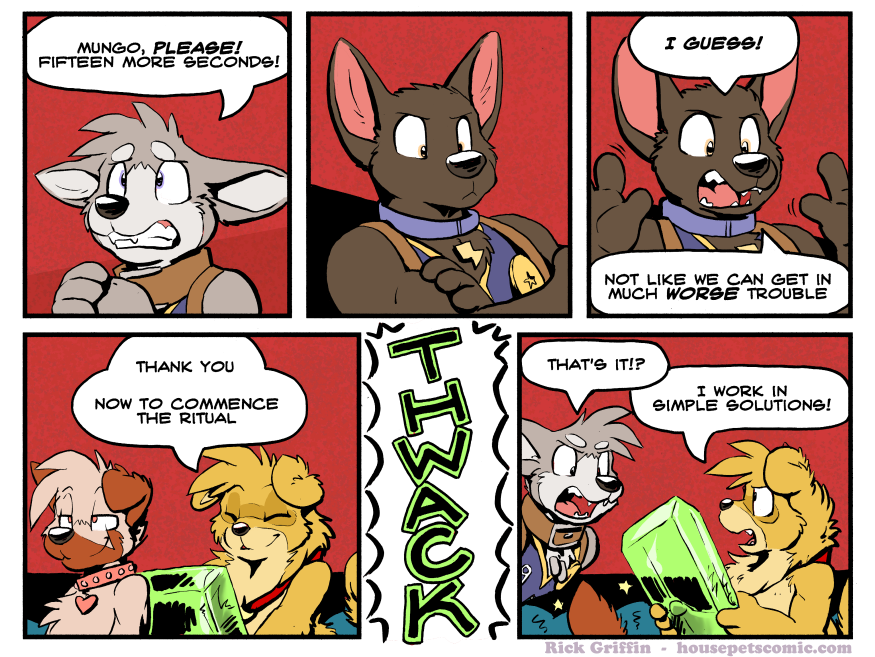 MUNGO, PLEASE!
FIFTEEN MORE SECONDS!
I GUESS!
NOT LIKE WE CAN GET IN
MUCH WORSE TROUBLE
THANK YOU
NOW TO COMMENCE
THE RITUAL
THWACK
THAT'S IT!?
I WORK IN
SIMPLE SOLUTIONS!
Rick Griffin - housepetscomic.com